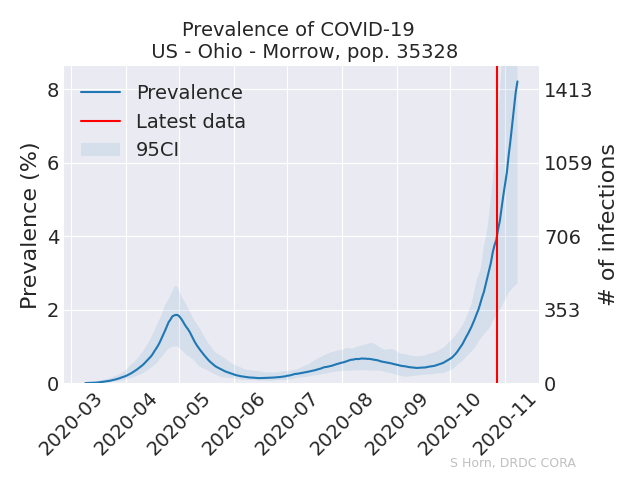 Prevalence of COVID-19
US - Ohio - Morrow, pop. 35328
Prevalence
Latest data
95CI
Prevalence (%)
8
6
4
2
0
1413
1059
706
353
0
# of infections
2020-03
2020-04
2020-05
2020-06
2020-07
2020-08
2020-09
2020-10
2020-11
S Horn, DRDC CORA